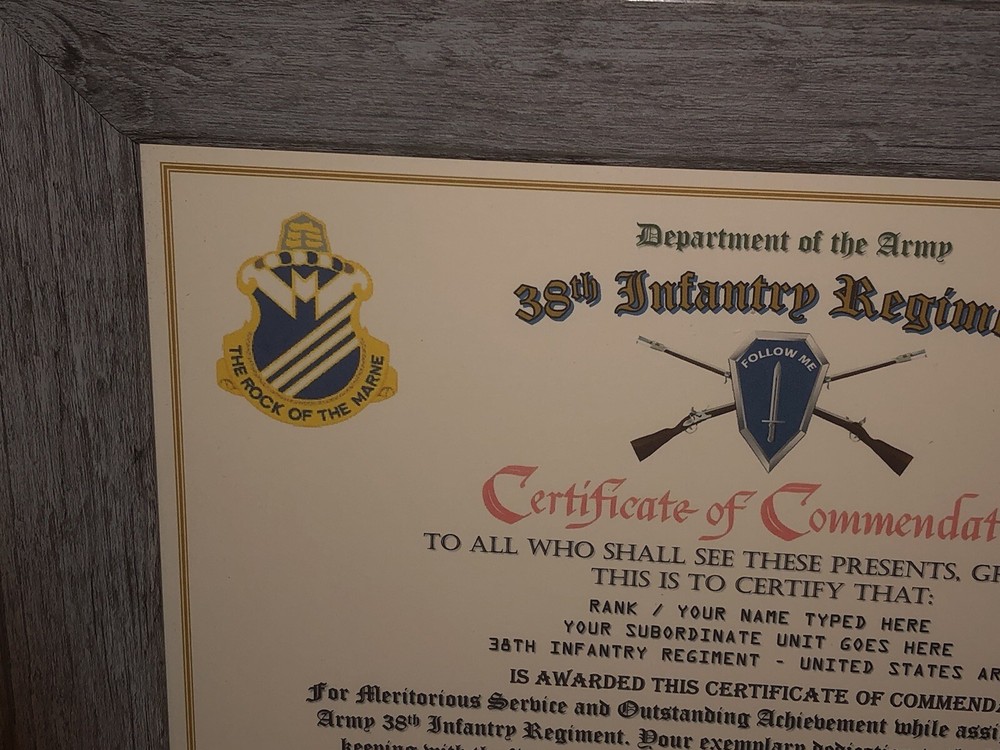 Department of the Army
38th Infantry Regim
FOLLOW ME
THE ROCK OF THE MARNE
Certificate of Commendat
TO ALL WHO SHALL SEE THESE PRESENTS, GR
THIS IS TO CERTIFY THAT:
RANK / YOUR NAME TYPED HERE
YOUR SUBORDINATE UNIT GOES HERE
38TH INFANTRY REGIMENT - UNITED STATES AR
IS AWARDED THIS CERTIFICATE OF COMMENDA
For Meritorious Service and Outstanding Achievement while assi
Army 38th Infantry Regiment. Your exemplary
keeping with the